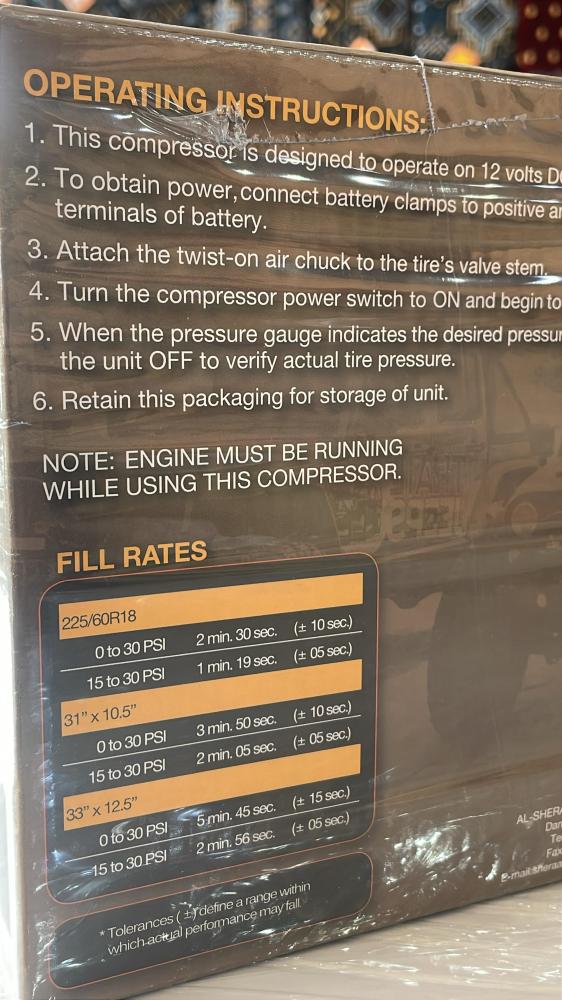 OPERATING INSTRUCTIONS:
1. This compressor is designed to operate on 12 volts
2. To obtain power, connect battery clamps to positive
terminals of battery.
3. Attach the twist-on air chuck to the tire's valve stem.
4. Turn the compressor power switch to ON and begin to
5. When the pressure gauge indicates the desired
the unit OFF to verify actual tire pressure.
6. Retain this packaging for storage of unit.
NOTE: ENGINE MUST BE RUNNING
WHILE USING THIS COMPRESSOR.
FILL RATES
225/60R18
0 to 30 PSI 2 min. 30 sec. (± 10 sec.)
15 to 30 PSI 1 min. 19 sec. (± 05 sec.)
31" x 10.5"
0 to 30 PSI 3 min. 50 sec. (± 10 sec.)
15 to 30 PSI 2 min. 05 sec. (± 05 sec.)
33" x 12.5"
0 to 30 PSI 5 min. 45 sec. (± 15 sec.)
15 to 30 PSI 2 min. 56 sec. (± 05 sec.)
* Tolerances ( ±) define a range within
which actual performance may fall.